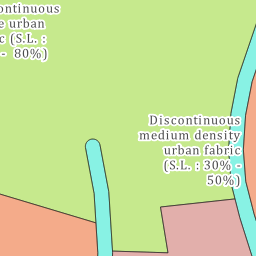 ontinuous
e urban
c (S.L. :
- 80%)
Discontinuous
medium density
urban fabric
(S.L. : 30% -
50%)